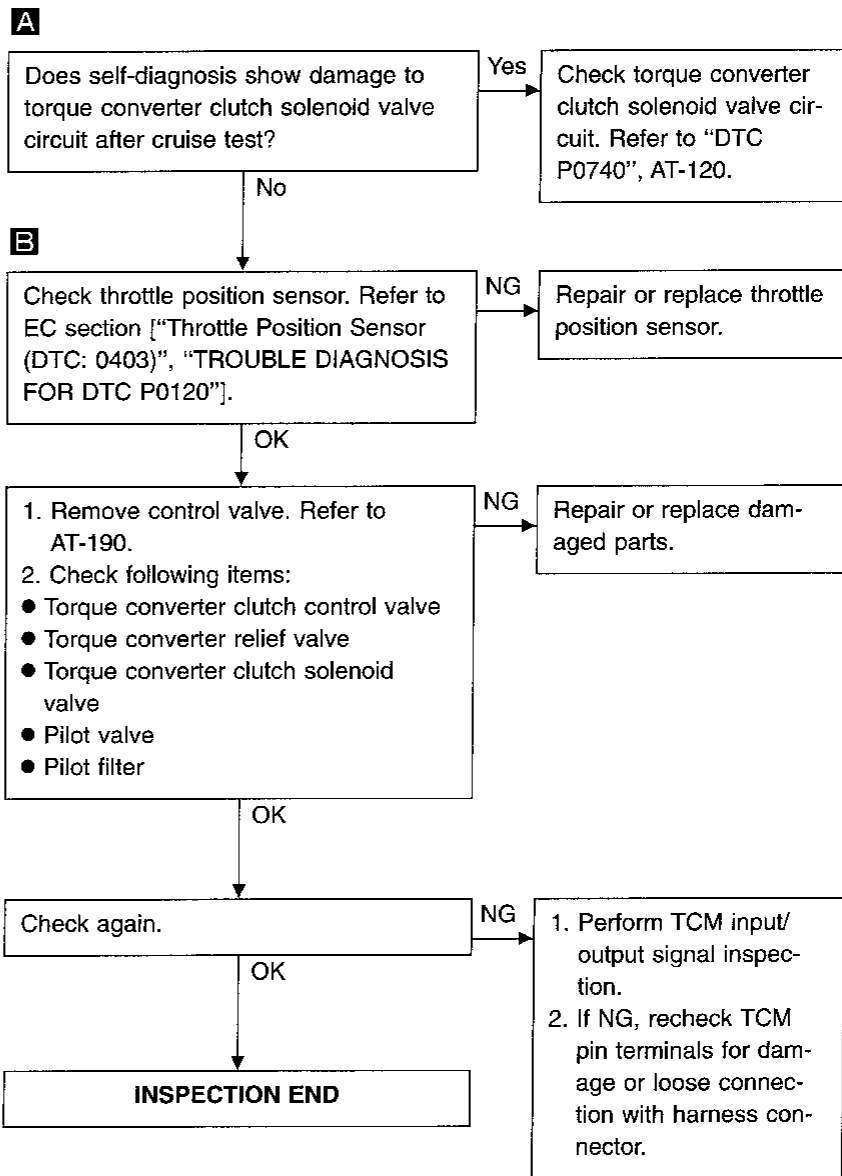 A
Does self-diagnosis show damage to
torque converter clutch solenoid valve
circuit after cruise test?
Yes
Check torque converter
clutch solenoid valve cir-
cuit. Refer to “DTC
P0740”, AT-120.
No
B
Check throttle position sensor. Refer to
EC section [“Throttle Position Sensor
(DTC: 0403)”, “TROUBLE DIAGNOSIS
FOR DTC P0120”].
NG
Repair or replace throttle
position sensor.
OK
1. Remove control valve. Refer to
AT-190.
2. Check following items:
● Torque converter clutch control valve
● Torque converter relief valve
● Torque converter clutch solenoid
valve
● Pilot valve
● Pilot filter
NG
Repair or replace dam-
aged parts.
OK
Check again.
NG
1. Perform TCM input/
output signal inspec-
tion.
2. If NG, recheck TCM
pin terminals for dam-
age or loose connec-
tion with harness con-
nector.
OK
INSPECTION END